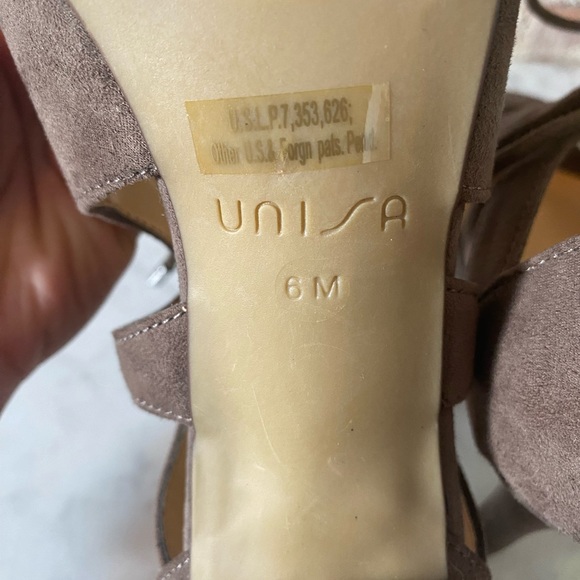 U.S.L.P.7,353,626;
Other U.S.& Forgn pats. Pend.
UNISA
6 M